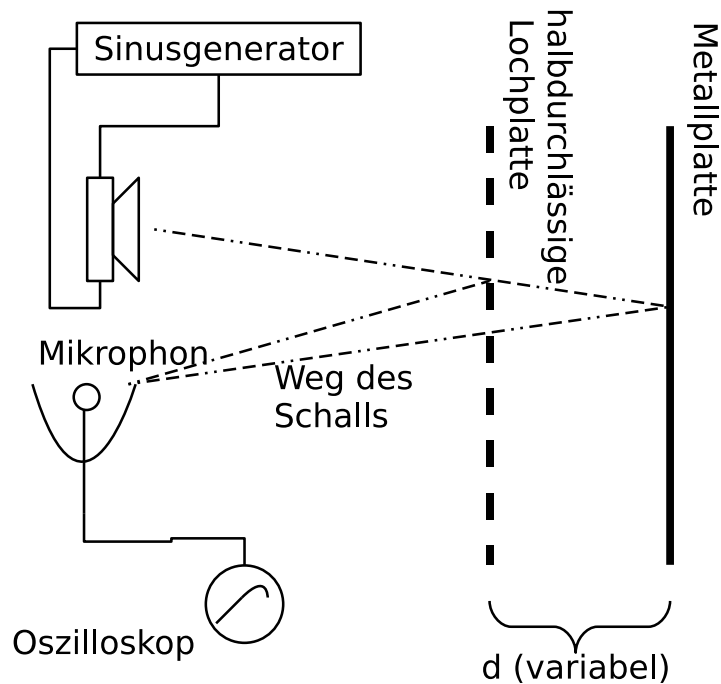 Sinusgenerator
halbdurchlässige
Lochplatte
Metallplatte
Mikrophon
Weg des
Schalls
Oszilloskop
d (variabel)